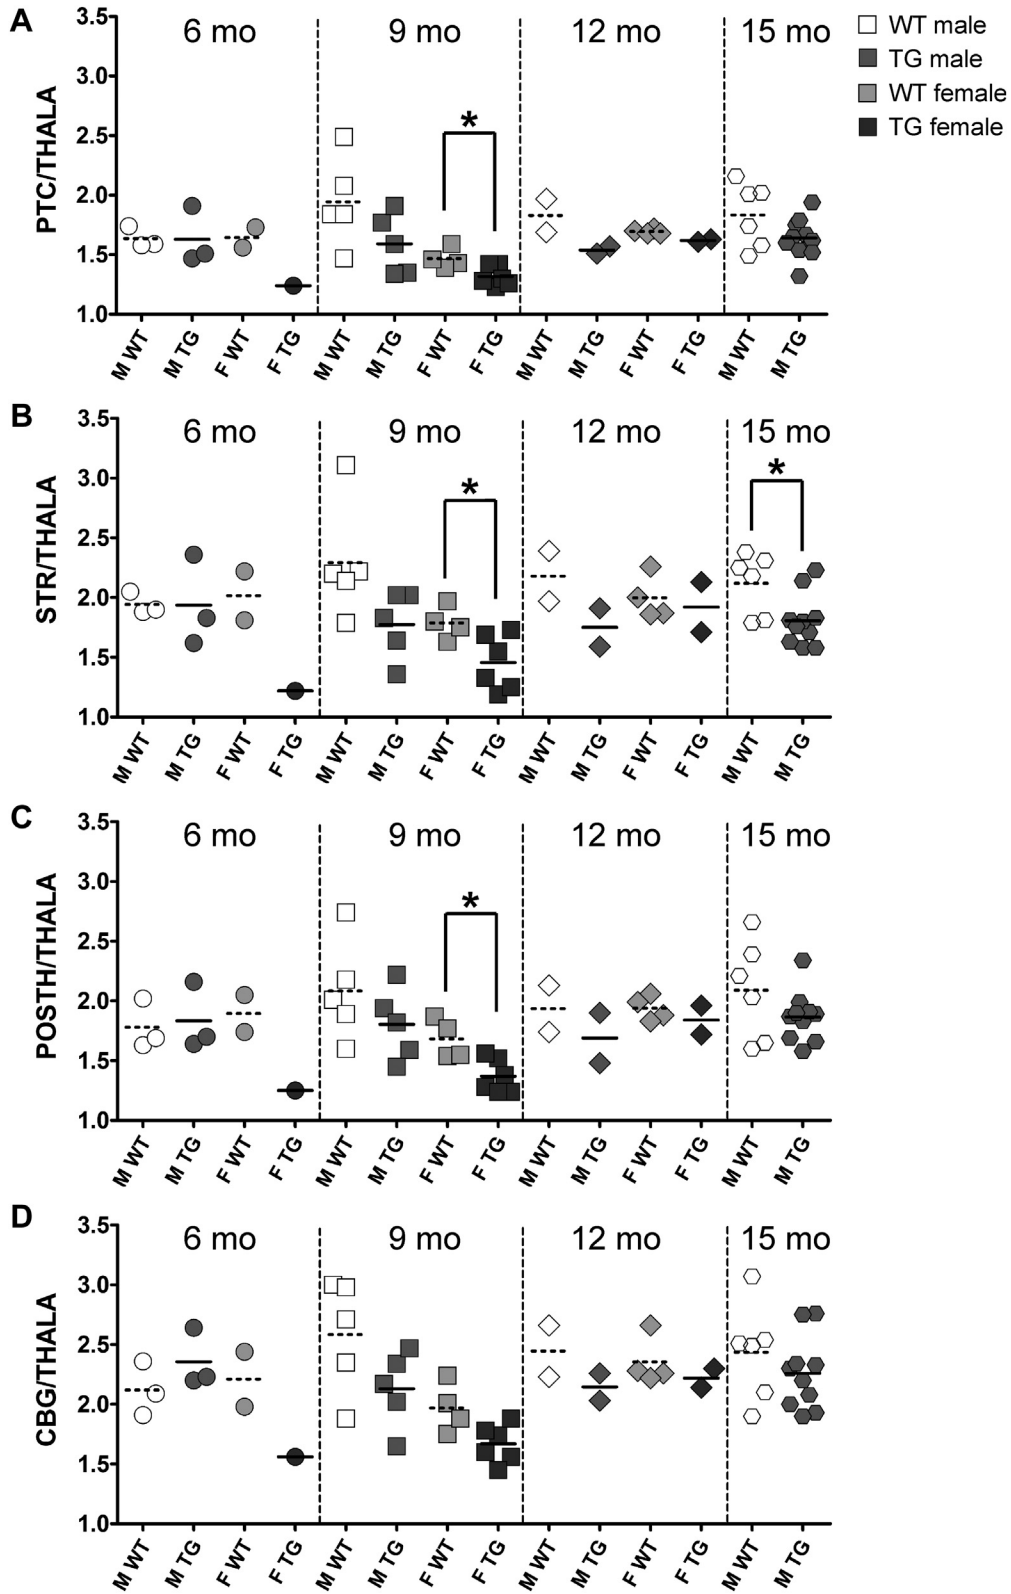 A
6 mo
9 mo
12 mo
15 mo
WT male
TG male
WT female
TG female
PTC/THALA
3.5
3.0
2.5
2.0
1.5
1.0
*
M WT
M TG
F WT
F TG
M WT
M TG
F WT
F TG
M WT
M TG
F WT
F TG
M WT
M TG
B
6 mo
9 mo
12 mo
15 mo
STR/THALA
3.5
3.0
2.5
2.0
1.5
1.0
*
*
M WT
M TG
F WT
F TG
M WT
M TG
F WT
F TG
M WT
M TG
F WT
F TG
M WT
M TG
C
6 mo
9 mo
12 mo
15 mo
POSTH/THALA
3.5
3.0
2.5
2.0
1.5
1.0
*
M WT
M TG
F WT
F TG
M WT
M TG
F WT
F TG
M WT
M TG
F WT
F TG
M WT
M TG
D
6 mo
9 mo
12 mo
15 mo
CBG/THALA
3.5
3.0
2.5
2.0
1.5
1.0
M WT
M TG
F WT
F TG
M WT
M TG
F WT
F TG
M WT
M TG
F WT
F TG
M WT
M TG